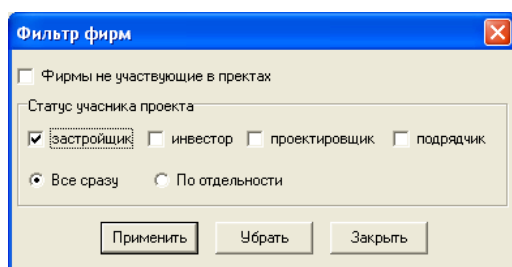 Фильтр фирм
Фирмы не участвующие в пректах
Статус учасника проекта
застройщик инвестор проектировщик подрядчик
Все сразу По отдельности
Применить Убрать Закрыть